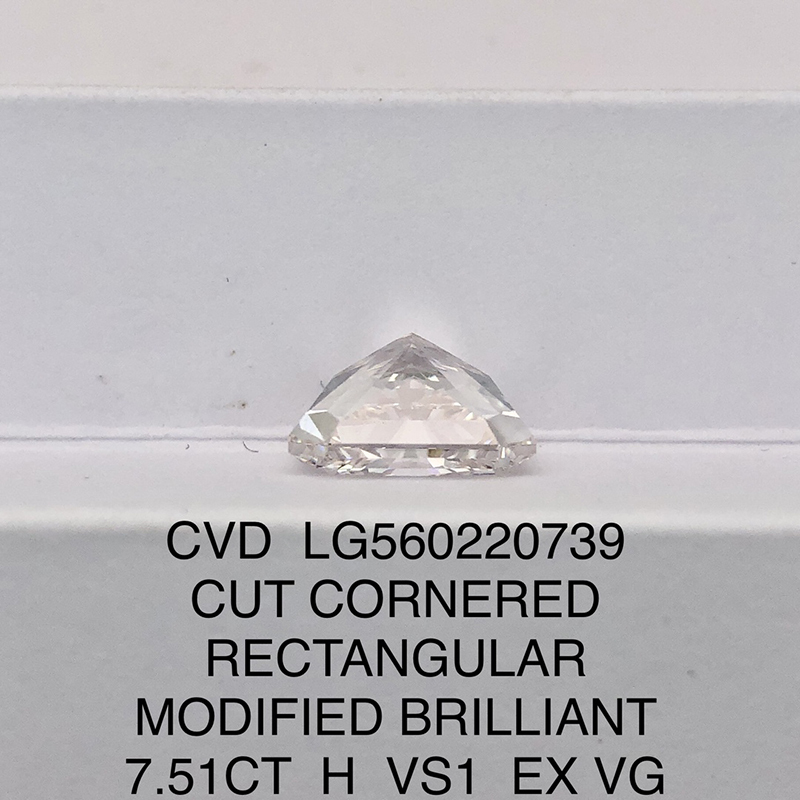 CVD LG560220739
CUT CORNERED
RECTANGULAR
MODIFIED BRILLIANT
7.51CT H VS1 EX VG